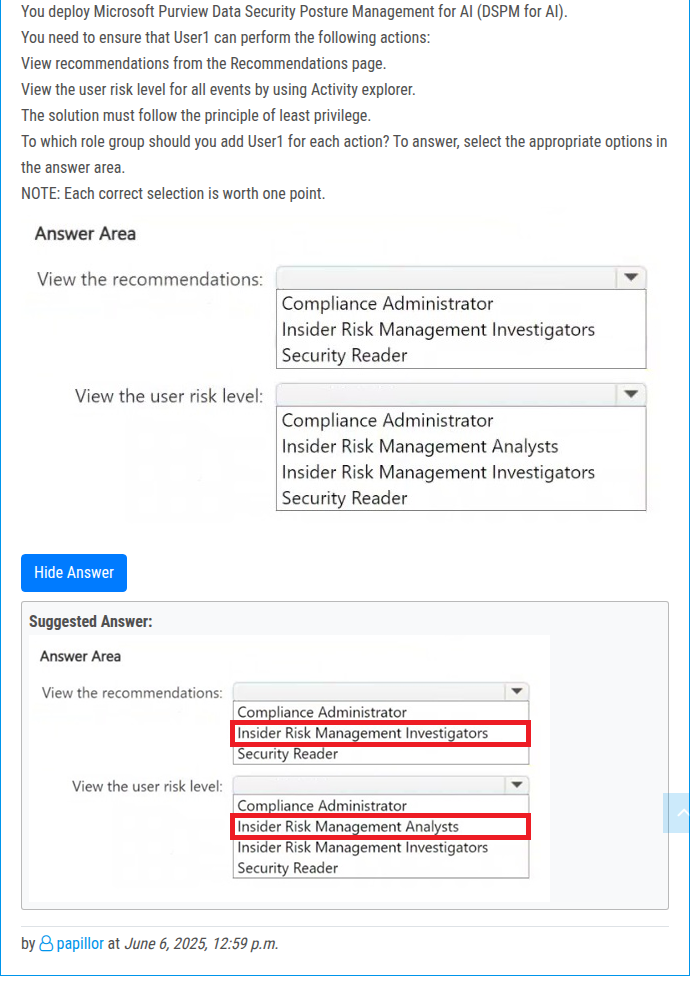 You deploy Microsoft Purview Data Security Posture Management for AI (DSPM for AI).
You need to ensure that User1 can perform the following actions:
View recommendations from the Recommendations page.
View the user risk level for all events by using Activity explorer.
The solution must follow the principle of least privilege.
To which role group should you add User1 for each action? To answer, select the appropriate options in
the answer area.
NOTE: Each correct selection is worth one point.
Answer Area
View the recommendations:
Compliance Administrator
Insider Risk Management Investigators
Security Reader
View the user risk level:
Compliance Administrator
Insider Risk Management Analysts
Insider Risk Management Investigators
Security Reader
Hide Answer
Suggested Answer:
Answer Area
View the recommendations:
Compliance Administrator
Insider Risk Management Investigators
Security Reader
View the user risk level:
Compliance Administrator
Insider Risk Management Analysts
Insider Risk Management Investigators
Security Reader
by papillor at June 6, 2025, 12:59 p.m.